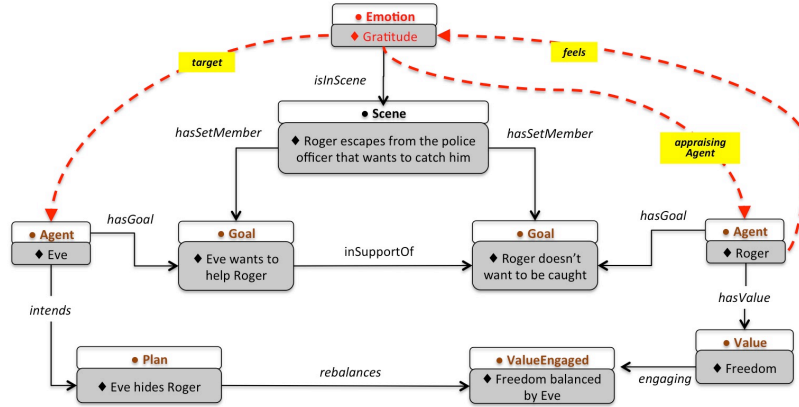 ● Emotion
◆ Gratitude
target
feels
isInScene
● Scene
◆ Roger escapes from the police
officer that wants to catch him
hasSetMember
hasSetMember
appraising
Agent
● Agent
◆ Eve
hasGoal
● Goal
◆ Eve wants to
help Roger
inSupportOf
● Goal
◆ Roger doesn't
want to be caught
hasGoal
● Agent
◆ Roger
intends
hasValue
● Plan
◆ Eve hides Roger
rebalances
● ValueEngaged
◆ Freedom balanced
by Eve
engaging
● Value
◆ Freedom